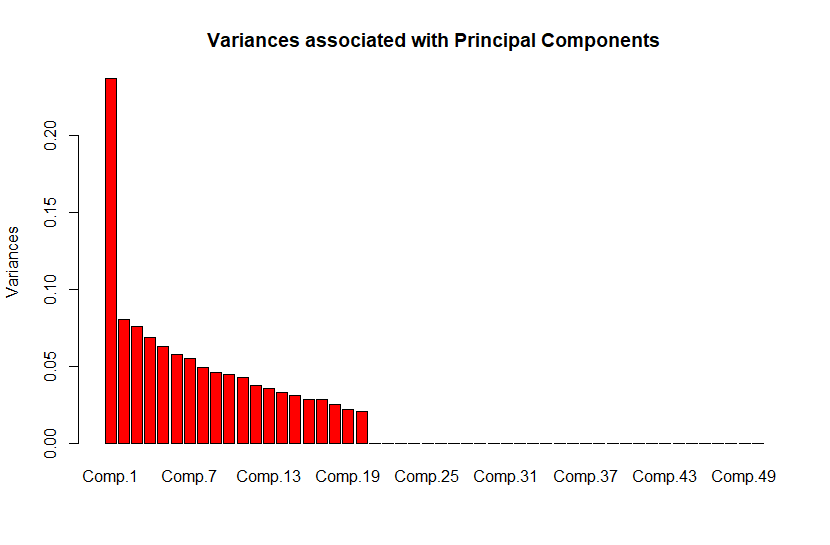 Variances associated with Principal Components
Variances
0.20
0.15
0.10
0.05
0.00
Comp.1 Comp.7 Comp.13 Comp.19 Comp.25 Comp.31 Comp.37 Comp.43 Comp.49